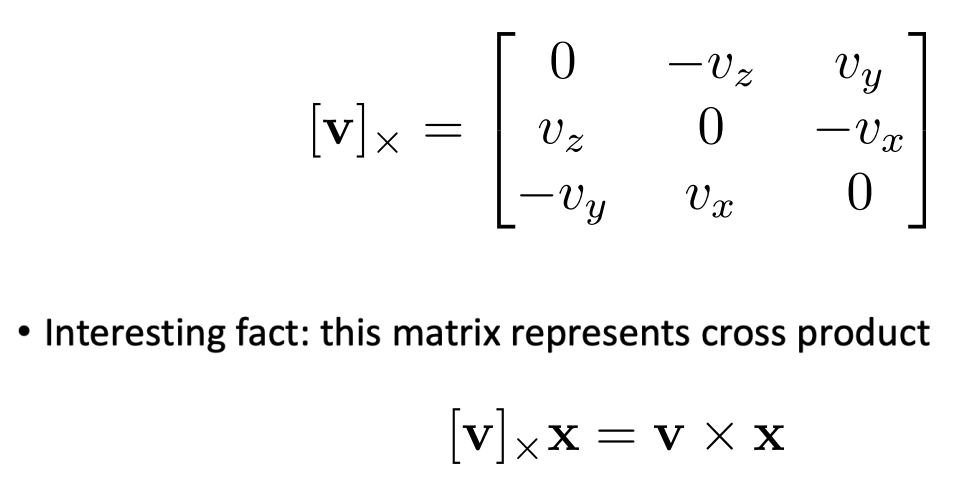 [v]× = [ 0 −v_z v_y
v_z 0 −v_x
−v_y v_x 0 ]
• Interesting fact: this matrix represents cross product
[v]×x = v × x